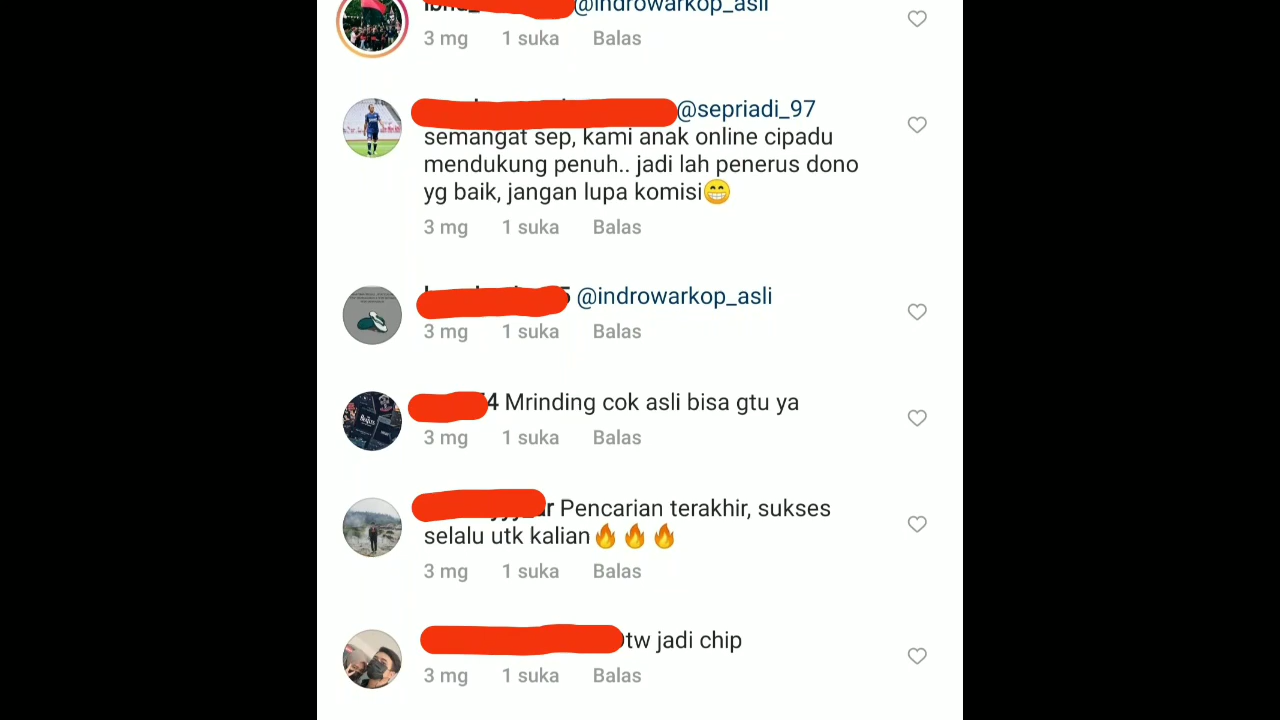 @indrowarkop_asli
3 mg 1 suka Balas
@sepriadi_97
semangat sep, kami anak online cipadu
mendukung penuh.. jadi lah penerus dono
yg baik, jangan lupa komisi😁
3 mg 1 suka Balas
@indrowarkop_asli
3 mg 1 suka Balas
4 Mrinding cok asli bisa gtu ya
3 mg 1 suka Balas
Pencarian terakhir, sukses
selalu utk kalian🔥🔥🔥
3 mg 1 suka Balas
Otw jadi chip
3 mg 1 suka Balas